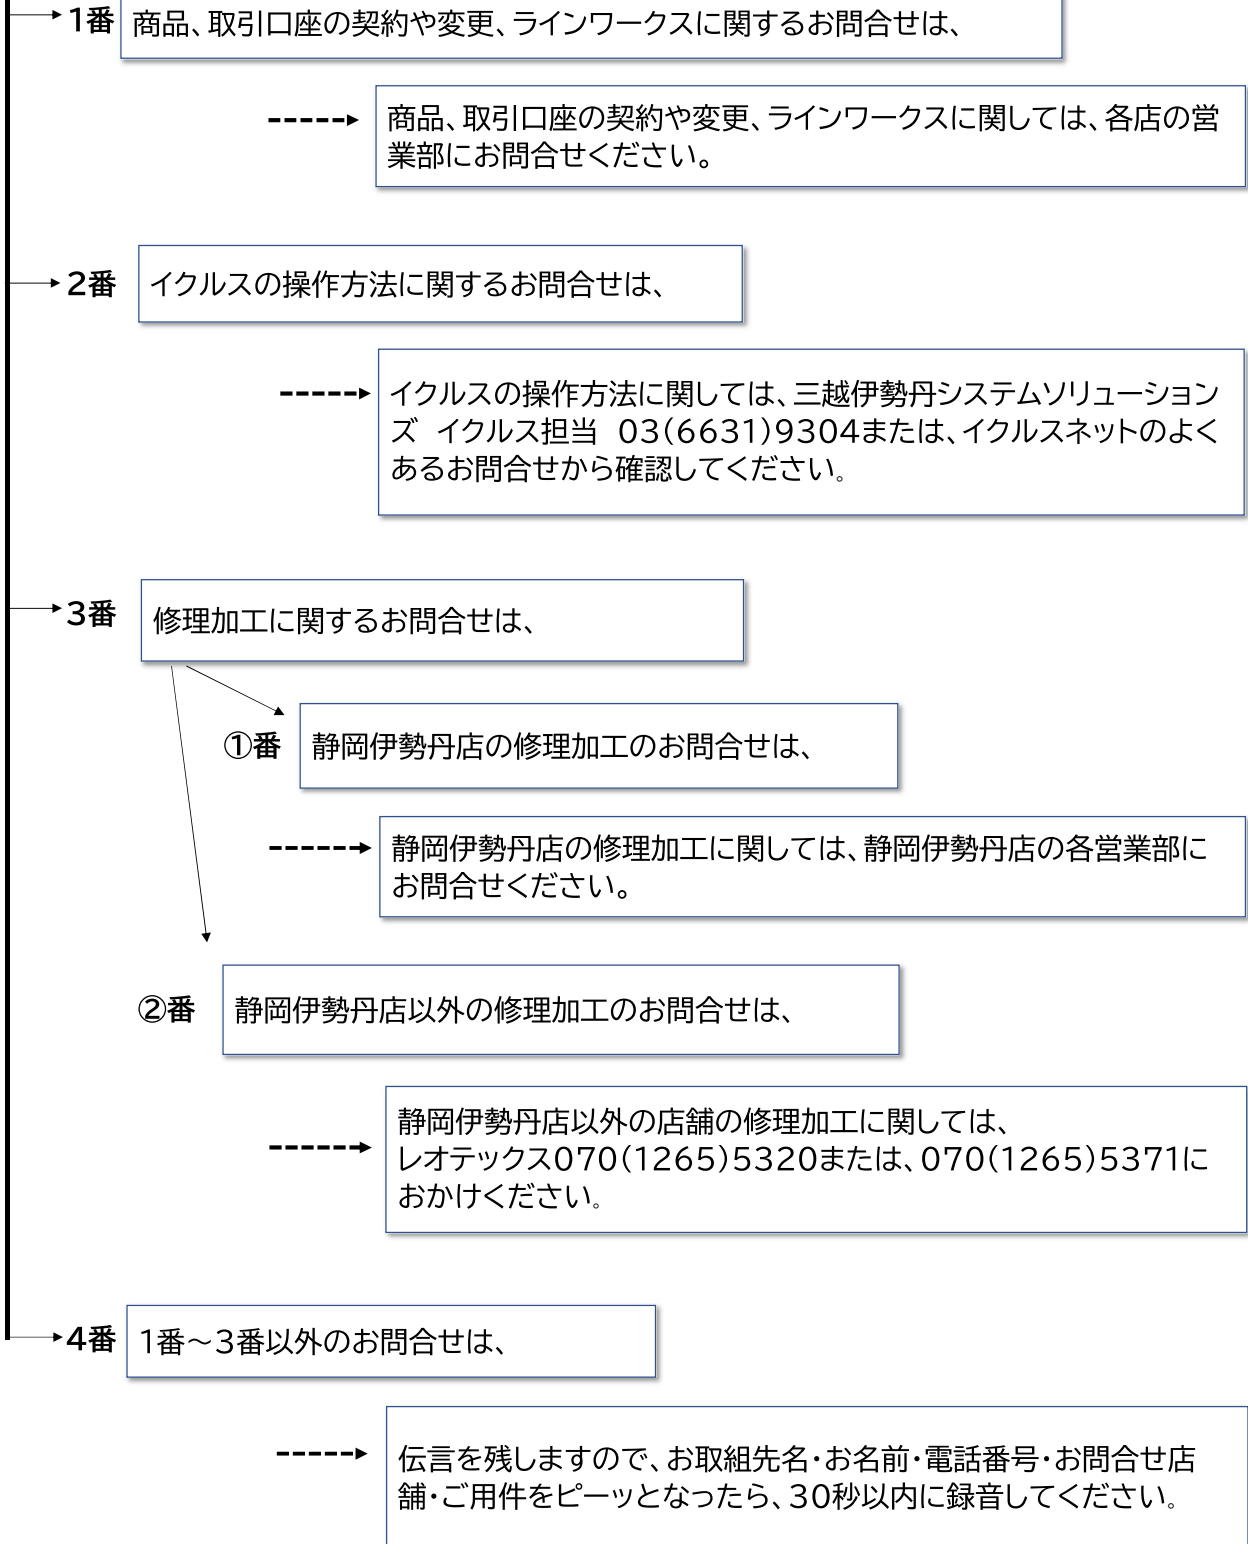 1番 商品、取引口座の契約や変更、ラインワークスに関するお問合せは、
商品、取引口座の契約や変更、ラインワークスに関しては、各店の営
業部にお問合せください。
2番 イクルスの操作方法に関するお問合せは、
イクルスの操作方法に関しては、三越伊勢丹システムソリューション
ズ　イクルス担当　03(6631)9304または、イクルスネットのよく
あるお問合せから確認してください。
3番 修理加工に関するお問合せは、
①番 静岡伊勢丹店の修理加工のお問合せは、
静岡伊勢丹店の修理加工に関しては、静岡伊勢丹店の各営業部に
お問合せください。
②番 静岡伊勢丹店以外の修理加工のお問合せは、
静岡伊勢丹店以外の店舗の修理加工に関しては、
レオテックス070(1265)5320または、070(1265)5371に
おかけください。
4番 1番～3番以外のお問合せは、
伝言を残しますので、お取組先名・お名前・電話番号・お問合せ店
舗・ご用件をピーッとなったら、30秒以内に録音してください。